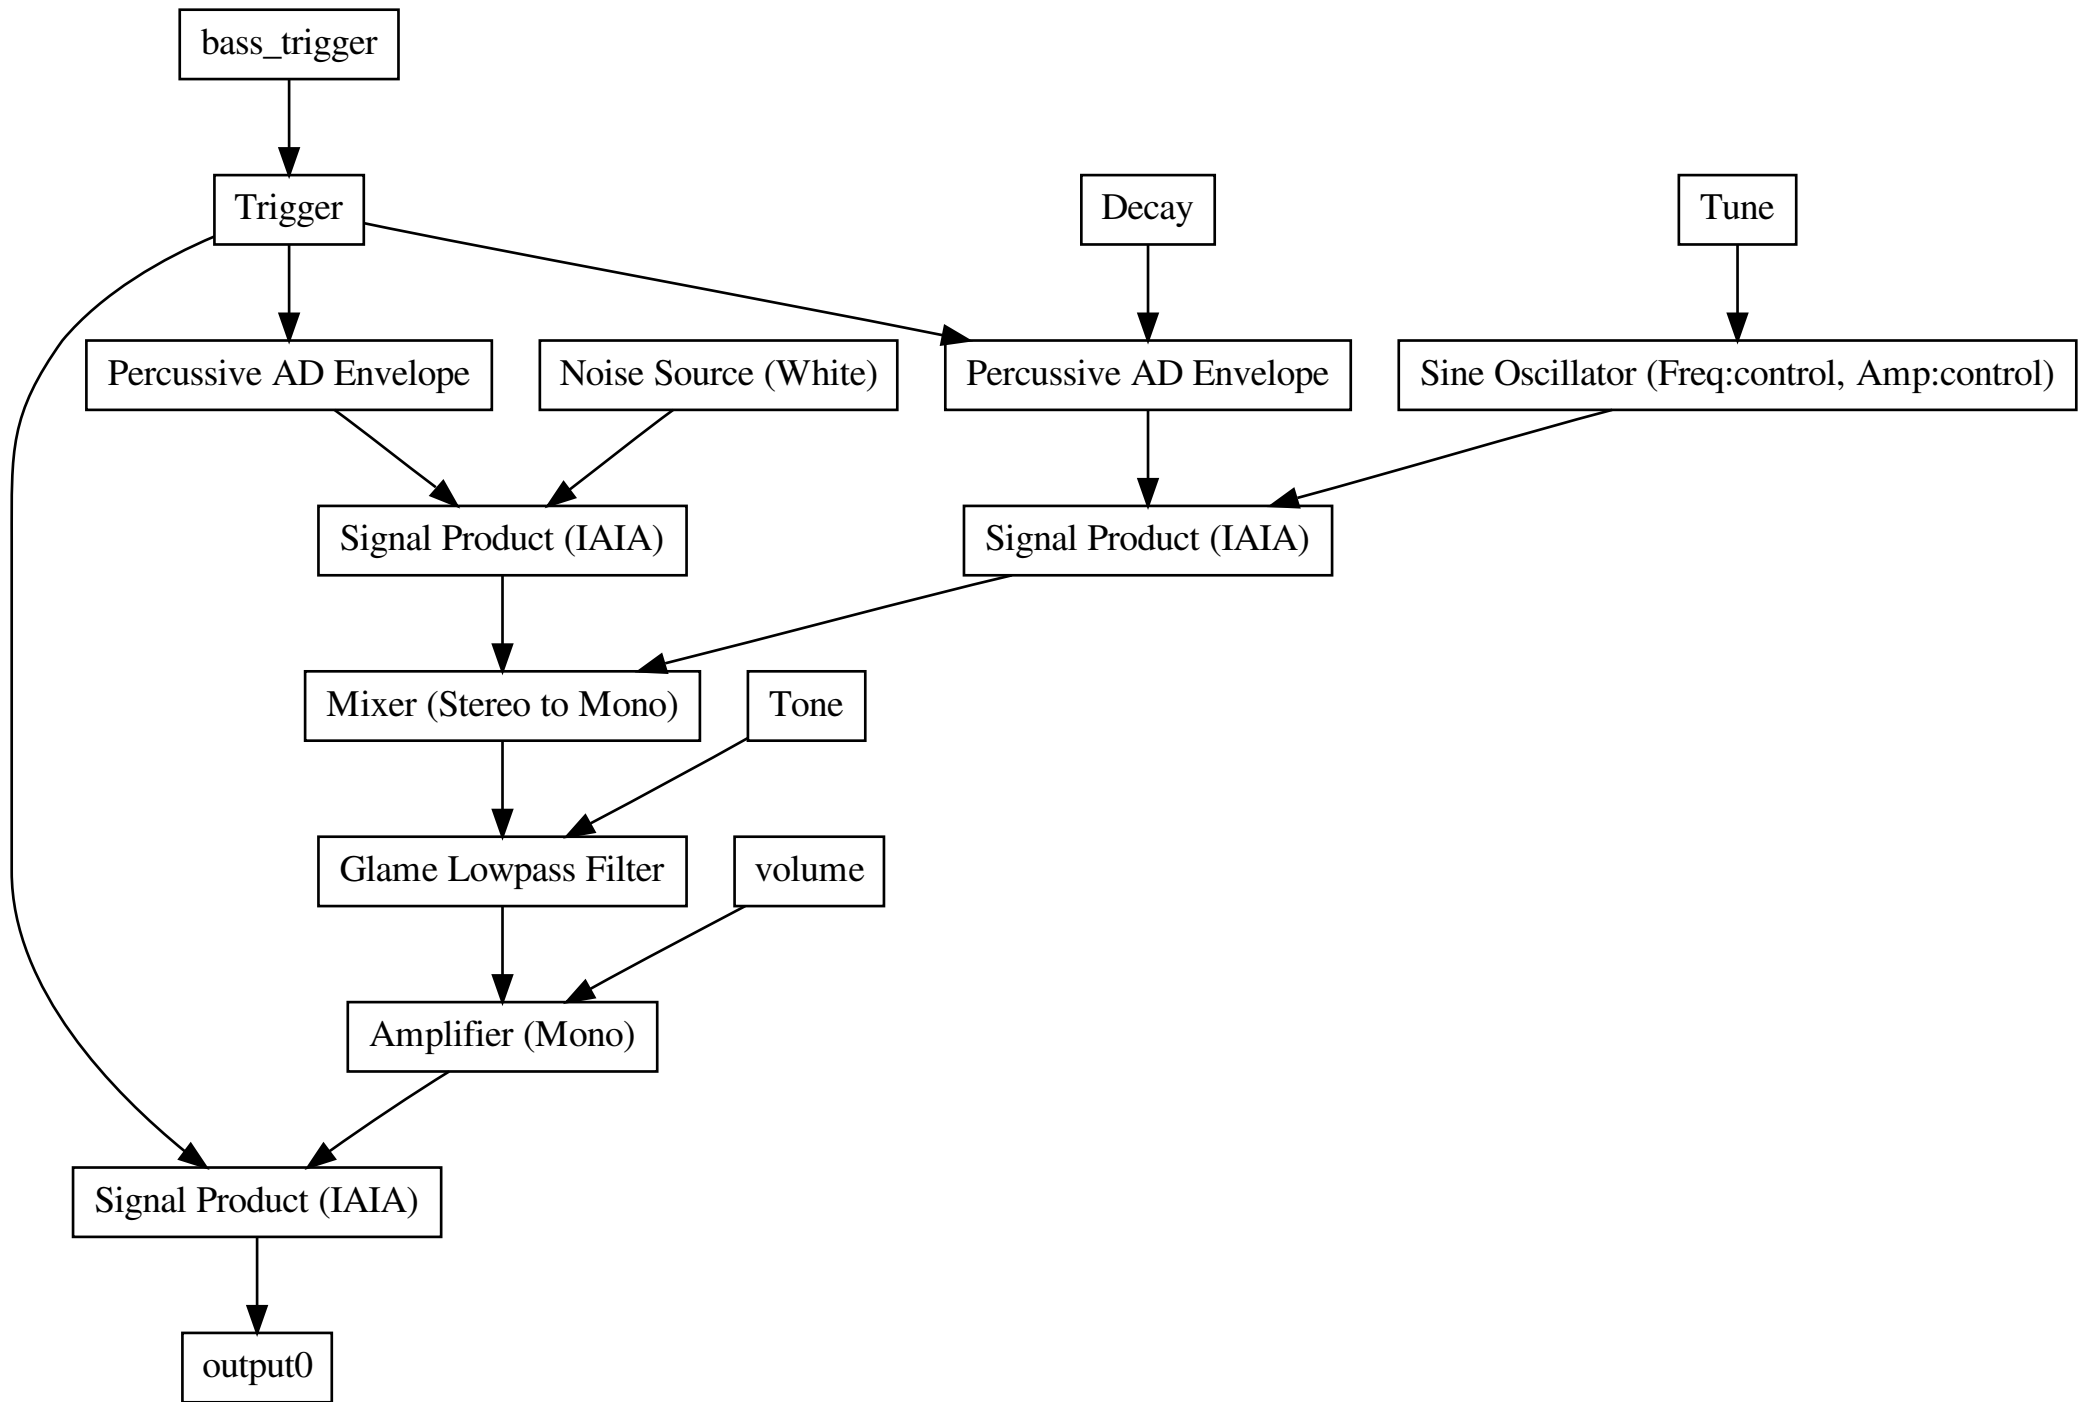 bass_trigger
Trigger
Decay
Tune
Percussive AD Envelope
Noise Source (White)
Percussive AD Envelope
Sine Oscillator (Freq:control, Amp:control)
Signal Product (IAIA)
Signal Product (IAIA)
Mixer (Stereo to Mono)
Tone
Glame Lowpass Filter
volume
Amplifier (Mono)
Signal Product (IAIA)
output0